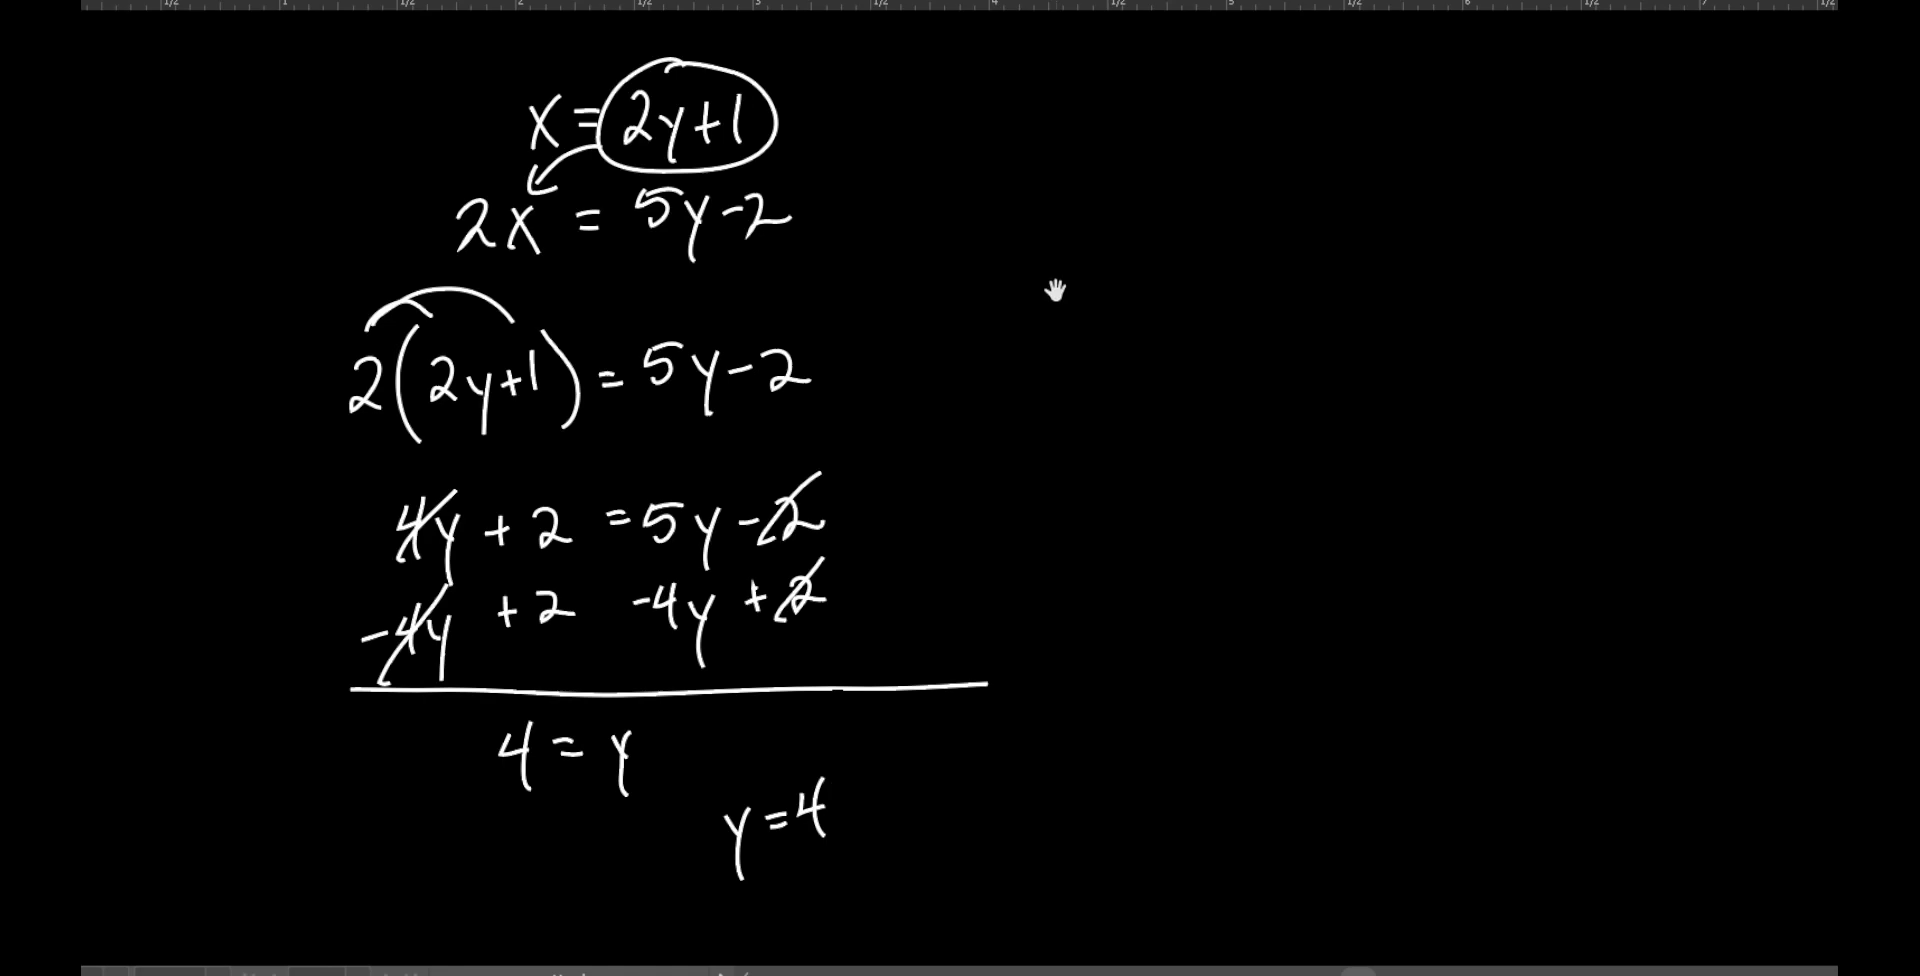 x = 2y+1
2x = 5y-2
2(2y+1) = 5y-2
4y + 2 = 5y - 2
-4y + 2 -4y + 2
4 = y
y = 4